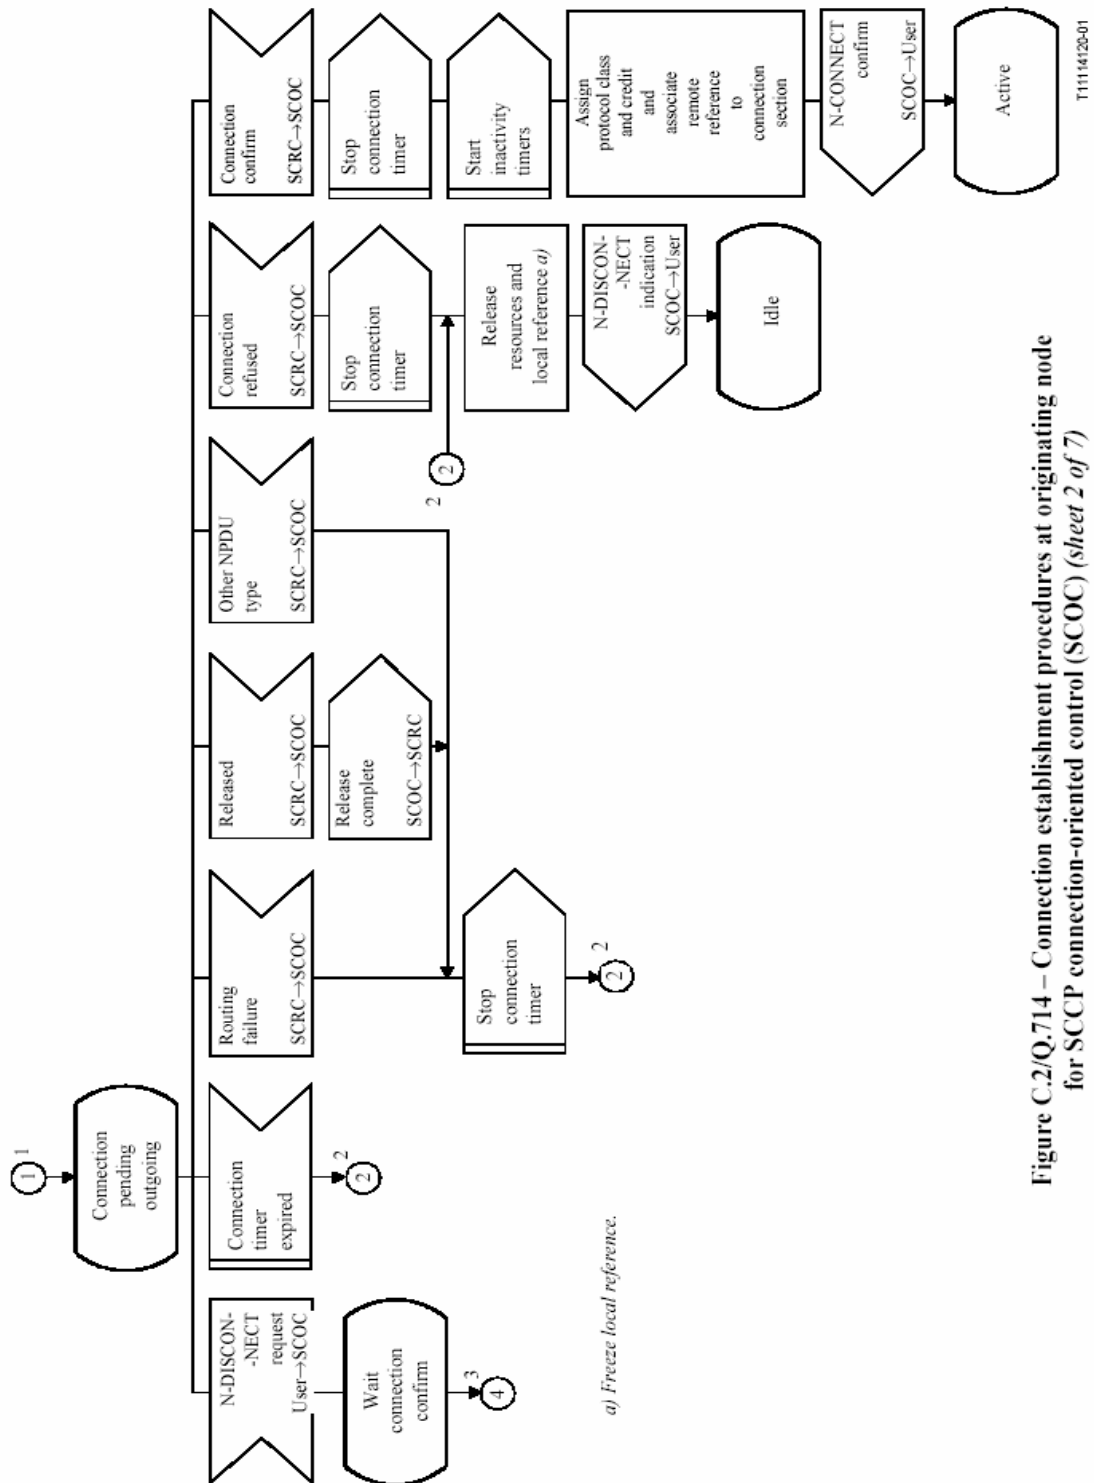 1
1
Connection
pending
outgoing
N-DISCON-
-NECT
request
User→SCOC
Wait
connection
confirm
4
3
Connection
timer
expired
2
2
Routing
failure
SCRC→SCOC
Stop
connection
timer
2
2
Released
SCRC→SCOC
Release
complete
SCOC→SCRC
Other NPDU
type
SCRC→SCOC
2
2
Connection
refused
SCRC→SCOC
Stop
connection
timer
Release
resources and
local reference a)
N-DISCON-
-NECT
indication
SCOC→User
Idle
Connection
confirm
SCRC→SCOC
Stop
connection
timer
Start
inactivity
timers
Assign
protocol class
and credit
and
associate
remote
reference
to
connection
section
N-CONNECT
confirm
SCOC→User
Active
a) Freeze local reference.
T11114120-01
Figure C.2/Q.714 – Connection establishment procedures at originating node
for SCCP connection-oriented control (SCOC) (sheet 2 of 7)